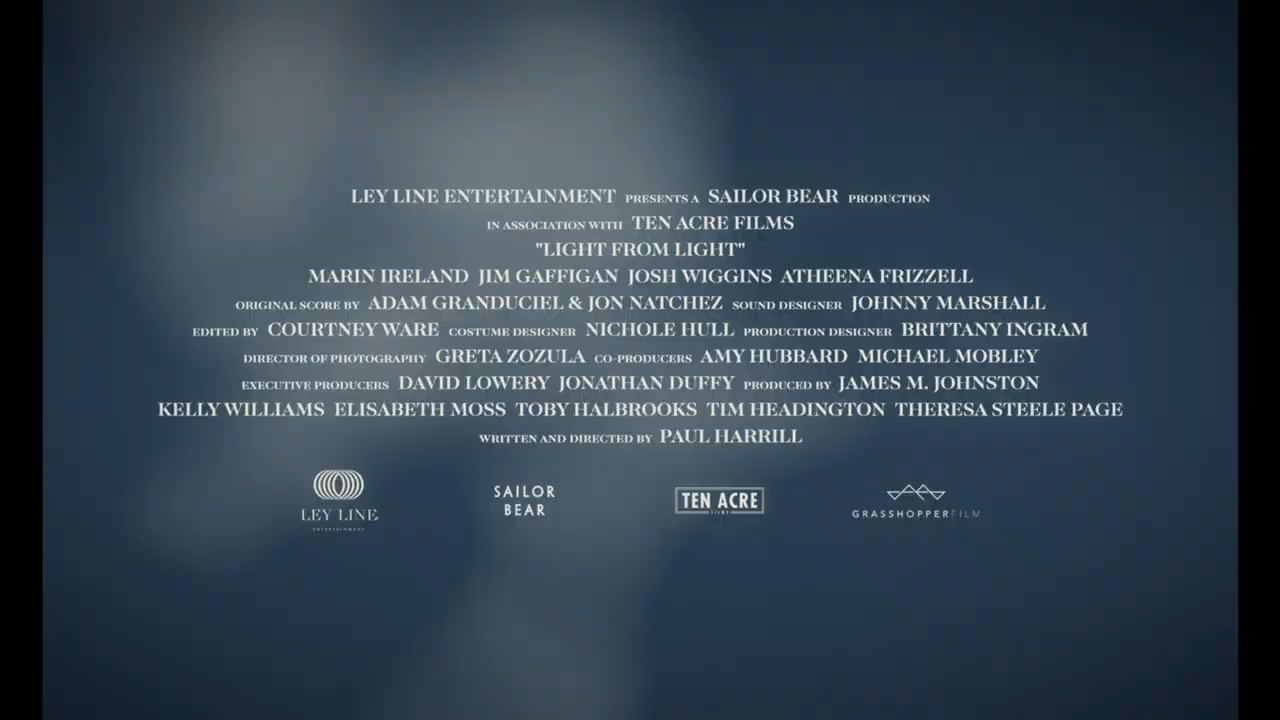 LEY LINE ENTERTAINMENT PRESENTS A SAILOR BEAR PRODUCTION
IN ASSOCIATION WITH TEN ACRE FILMS
"LIGHT FROM LIGHT"
MARIN IRELAND JIM GAFFIGAN JOSH WIGGINS ATHEENA FRIZZELL
ORIGINAL SCORE BY ADAM GRANDUCIEL & JON NATCHEZ SOUND DESIGNER JOHNNY MARSHALL
EDITED BY COURTNEY WARE COSTUME DESIGNER NICHOLE HULL PRODUCTION DESIGNER BRITTANY INGRAM
DIRECTOR OF PHOTOGRAPHY GRETA ZOZULA CO-PRODUCERS AMY HUBBARD MICHAEL MOBLEY
EXECUTIVE PRODUCERS DAVID LOWERY JONATHAN DUFFY PRODUCED BY JAMES M. JOHNSTON
KELLY WILLIAMS ELISABETH MOSS TOBY HALBROOKS TIM HEADINGTON THERESA STEELE PAGE
WRITTEN AND DIRECTED BY PAUL HARRILL
LEY LINE
ENTERTAINMENT
SAILOR
BEAR
TEN ACRE
FILMS
GRASSHOPPERFILM